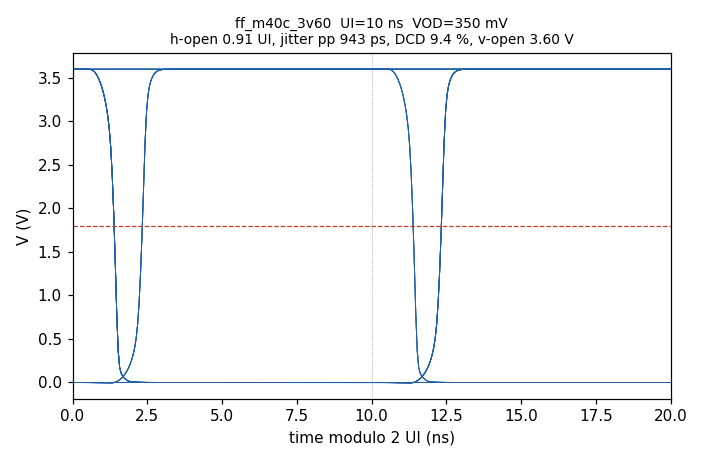 ff_m40c_3v60  UI=10 ns  VOD=350 mV
h-open 0.91 UI, jitter pp 943 ps, DCD 9.4 %, v-open 3.60 V
V (V)
3.5
3.0
2.5
2.0
1.5
1.0
0.5
0.0
0.0 2.5 5.0 7.5 10.0 12.5 15.0 17.5 20.0
time modulo 2 UI (ns)